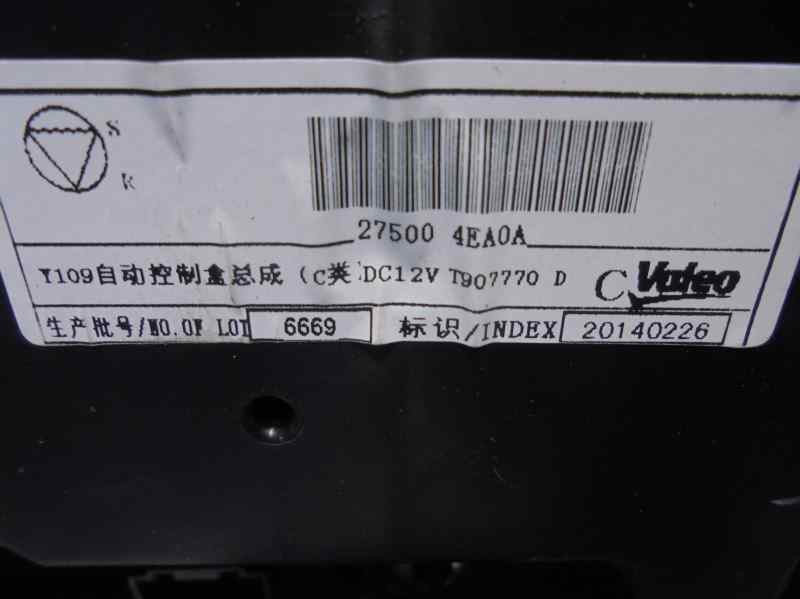 S
R
27500 4EA0A
Y109自动控制盒总成 (C类) DC12V T907770 D C Valeo
生产批号/NO.OF LOT 6669 标识/INDEX 20140226